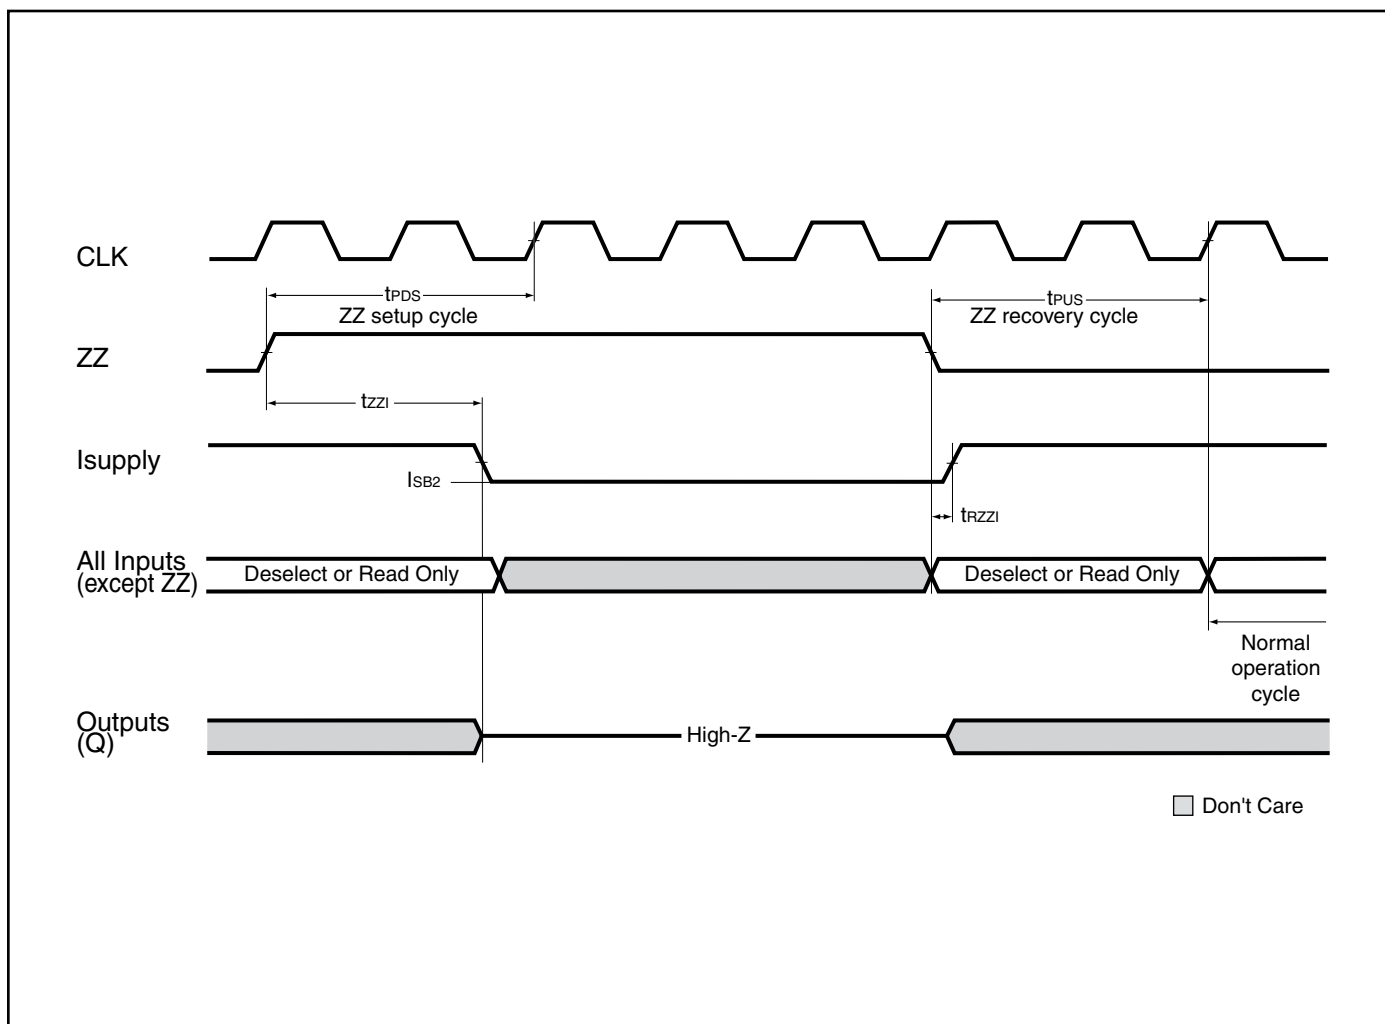 CLK
tPDS
ZZ setup cycle
tPUS
ZZ recovery cycle
ZZ
tZZI
Isupply
ISB2
tRZZI
All Inputs
(except ZZ)
Deselect or Read Only
Deselect or Read Only
Normal
operation
cycle
Outputs
(Q)
High-Z
Don't Care